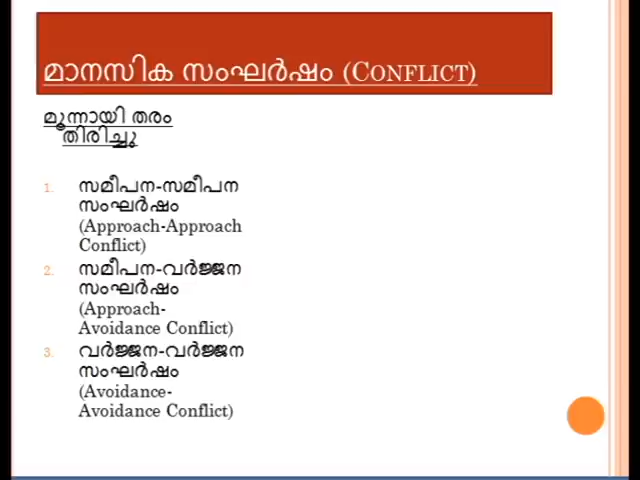 മാനസിക സംഘർഷം (CONFLICT)
മൂന്നായി തരം
തിരിച്ചു
1. സമീപന-സമീപന
സംഘർഷം
(Approach-Approach
Conflict)
2. സമീപന-വർജ്ജന
സംഘർഷം
(Approach-
Avoidance Conflict)
3. വർജ്ജന-വർജ്ജന
സംഘർഷം
(Avoidance-
Avoidance Conflict)